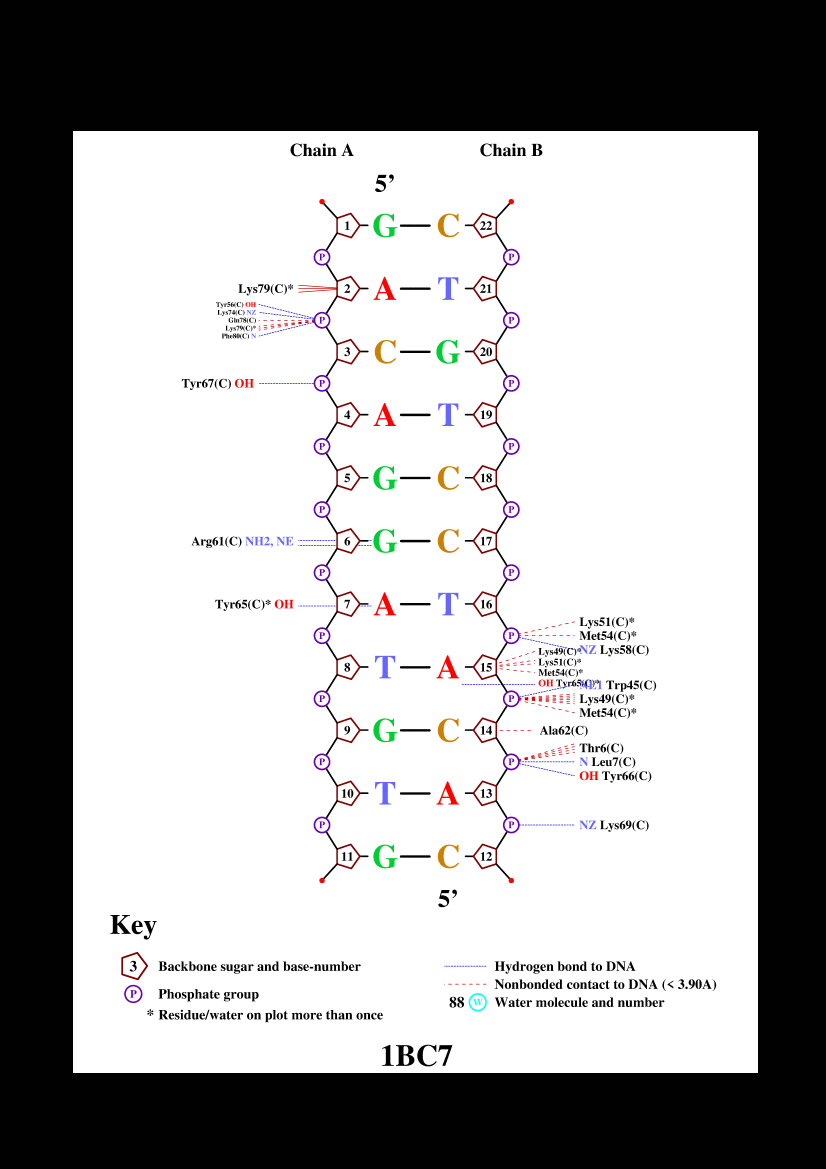 Chain A Chain B
5’
1 G C 22
P P
Lys79(C)* 2 A T 21
Tyr56(C) OH
Lys74(C) NZ
Gln78(C) P P
Lys79(C)*
Phe80(C) N
3 C G 20
Tyr67(C) OH P P
4 A T 19
P P
5 G C 18
P P
Arg61(C) NH2, NE 6 G C 17
P P
Tyr65(C)* OH 7 A T 16
Lys51(C)*
P P Met54(C)*
NZ Lys58(C)
Lys49(C)*
8 T A 15 Lys51(C)*
Met54(C)*
OH Tyr65(C)* Trp45(C)
P P Lys49(C)*
Met54(C)*
9 G C 14 Ala62(C)
Thr6(C)
P P N Leu7(C)
OH Tyr66(C)
10 T A 13
P P NZ Lys69(C)
11 G C 12
5’
Key
3 Backbone sugar and base-number
P Phosphate group
* Residue/water on plot more than once
Hydrogen bond to DNA
Nonbonded contact to DNA (< 3.90A)
88 W Water molecule and number
1BC7